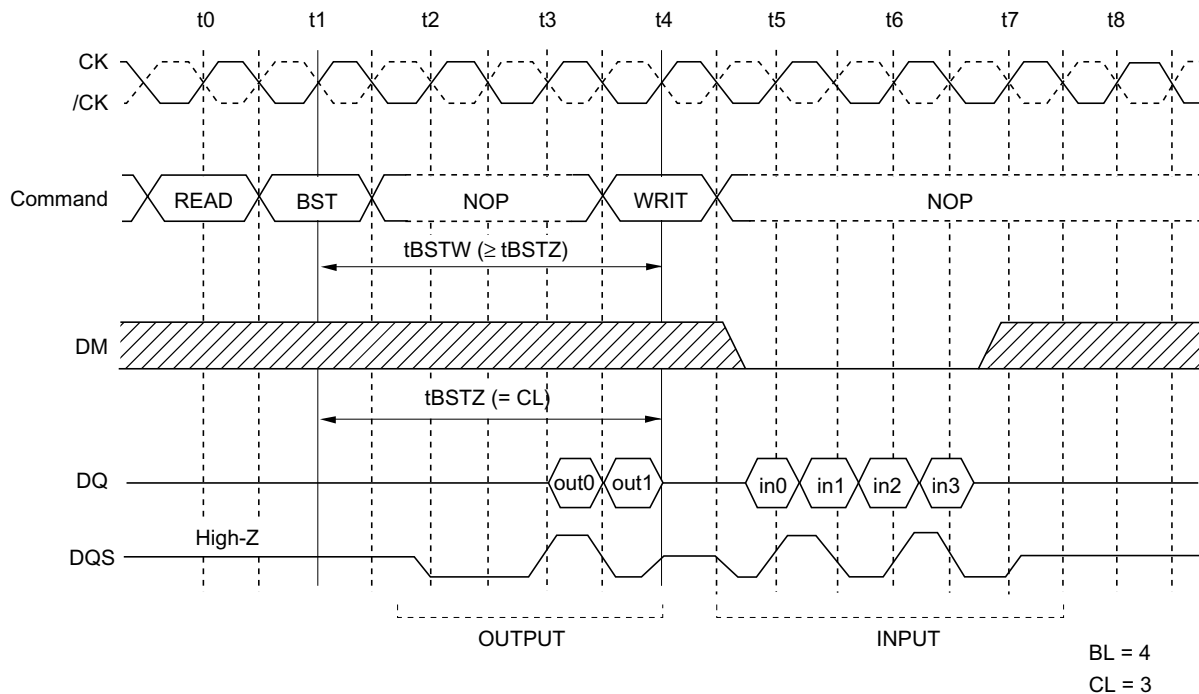 t0 t1 t2 t3 t4 t5 t6 t7 t8
CK
/CK
Command READ BST NOP WRIT NOP
tBSTW (≥ tBSTZ)
DM
tBSTZ (= CL)
DQ out0 out1 in0 in1 in2 in3
High-Z
DQS
OUTPUT INPUT
BL = 4
CL = 3